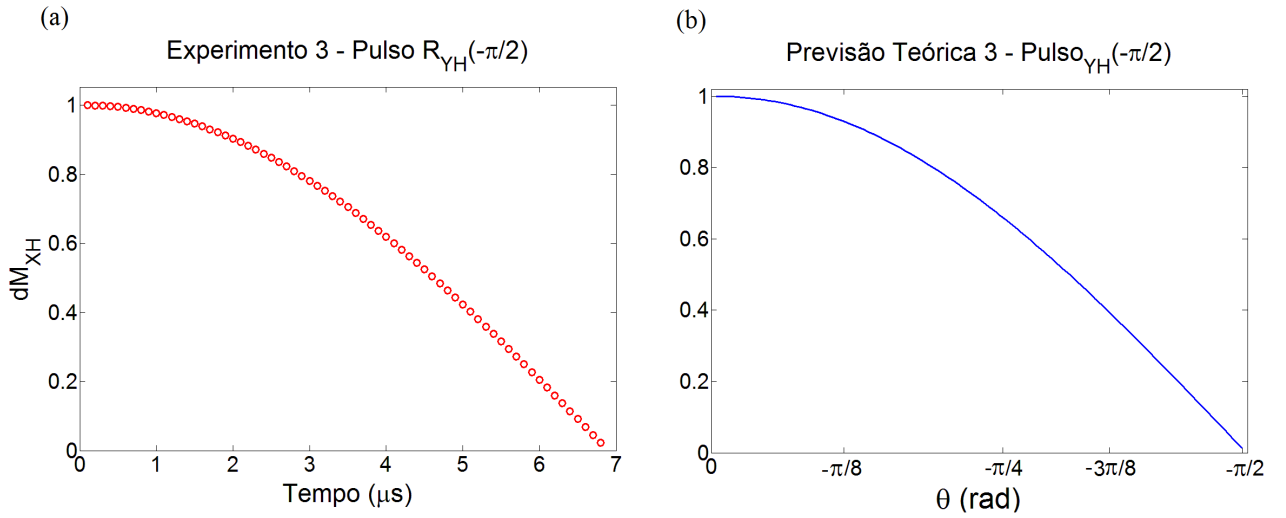 (a)
Experimento 3 - Pulso R_YH(-π/2)
1
0.8
0.6
0.4
0.2
0
dM_XH
0 1 2 3 4 5 6 7
Tempo (μs)
(b)
Previsão Teórica 3 - Pulso_YH(-π/2)
1
0.8
0.6
0.4
0.2
0
0 -π/8 -π/4 -3π/8 -π/2
θ (rad)